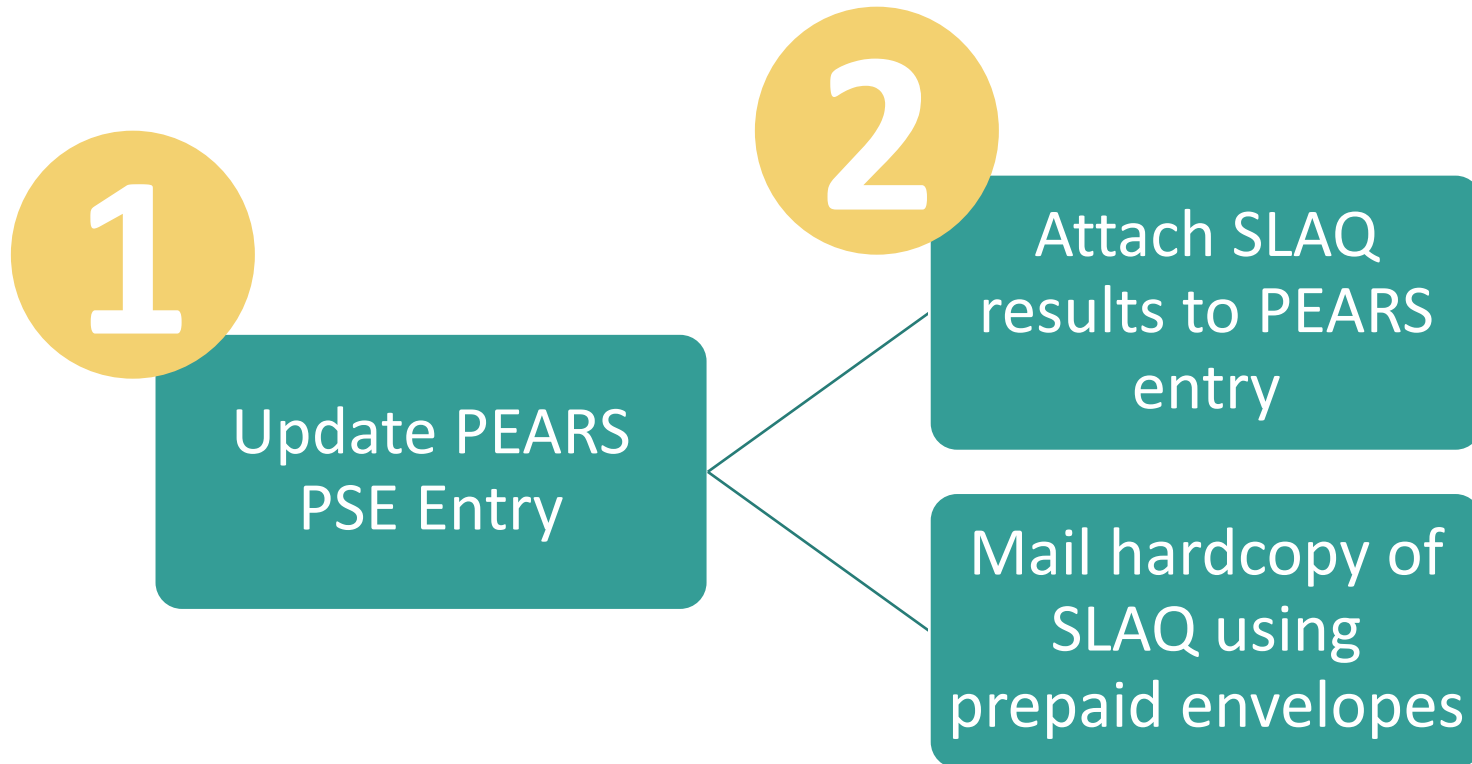 1
Update PEARS
PSE Entry
2
Attach SLAQ
results to PEARS
entry
Mail hardcopy of
SLAQ using
prepaid envelopes